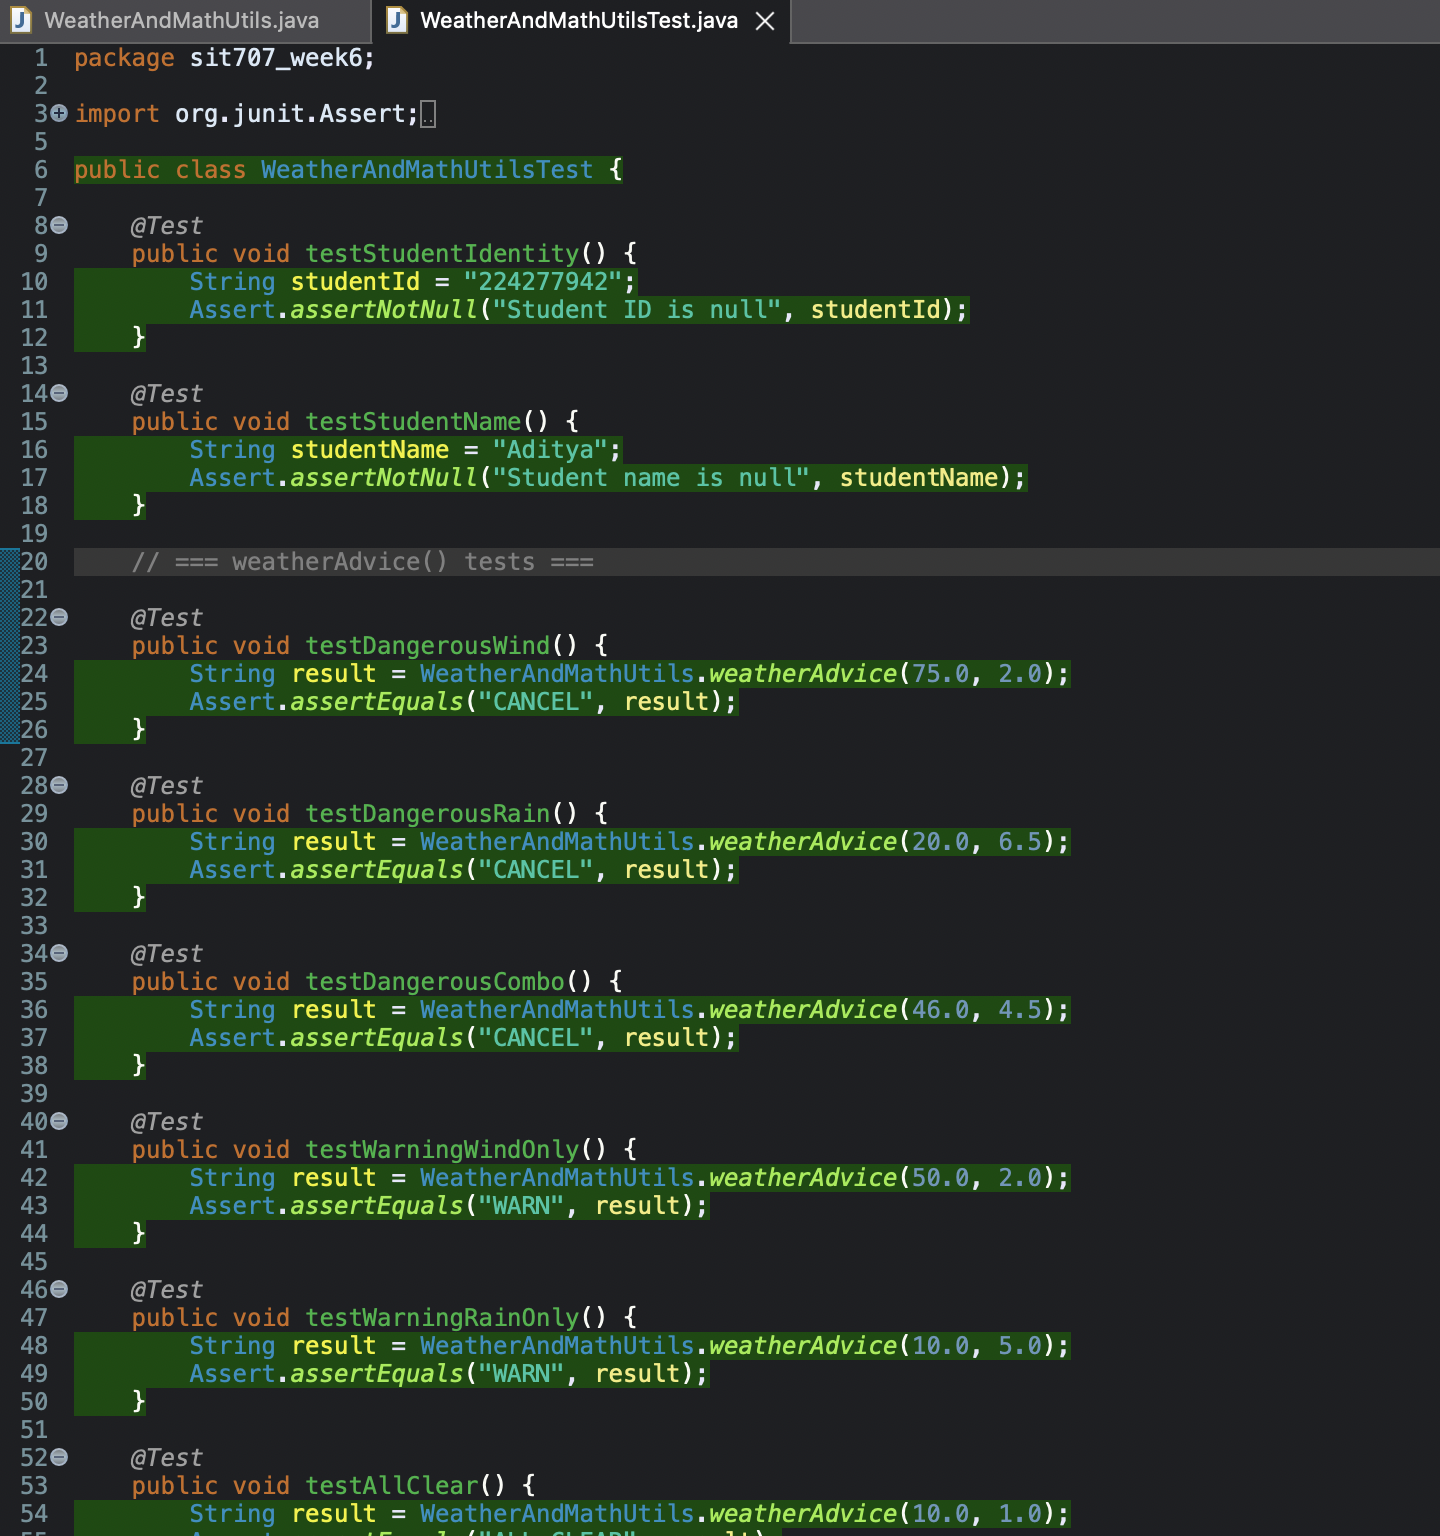 WeatherAndMathUtils.java WeatherAndMathUtilsTest.java
1 package sit707_week6;
2
3 import org.junit.Assert;
5
6 public class WeatherAndMathUtilsTest {
7
8     @Test
9     public void testStudentIdentity() {
10         String studentId = "224277942";
11         Assert.assertNotNull("Student ID is null", studentId);
12     }
13
14     @Test
15     public void testStudentName() {
16         String studentName = "Aditya";
17         Assert.assertNotNull("Student name is null", studentName);
18     }
19
20     // === weatherAdvice() tests ===
21
22     @Test
23     public void testDangerousWind() {
24         String result = WeatherAndMathUtils.weatherAdvice(75.0, 2.0);
25         Assert.assertEquals("CANCEL", result);
26     }
27
28     @Test
29     public void testDangerousRain() {
30         String result = WeatherAndMathUtils.weatherAdvice(20.0, 6.5);
31         Assert.assertEquals("CANCEL", result);
32     }
33
34     @Test
35     public void testDangerousCombo() {
36         String result = WeatherAndMathUtils.weatherAdvice(46.0, 4.5);
37         Assert.assertEquals("CANCEL", result);
38     }
39
40     @Test
41     public void testWarningWindOnly() {
42         String result = WeatherAndMathUtils.weatherAdvice(50.0, 2.0);
43         Assert.assertEquals("WARN", result);
44     }
45
46     @Test
47     public void testWarningRainOnly() {
48         String result = WeatherAndMathUtils.weatherAdvice(10.0, 5.0);
49         Assert.assertEquals("WARN", result);
50     }
51
52     @Test
53     public void testAllClear() {
54         String result = WeatherAndMathUtils.weatherAdvice(10.0, 1.0);